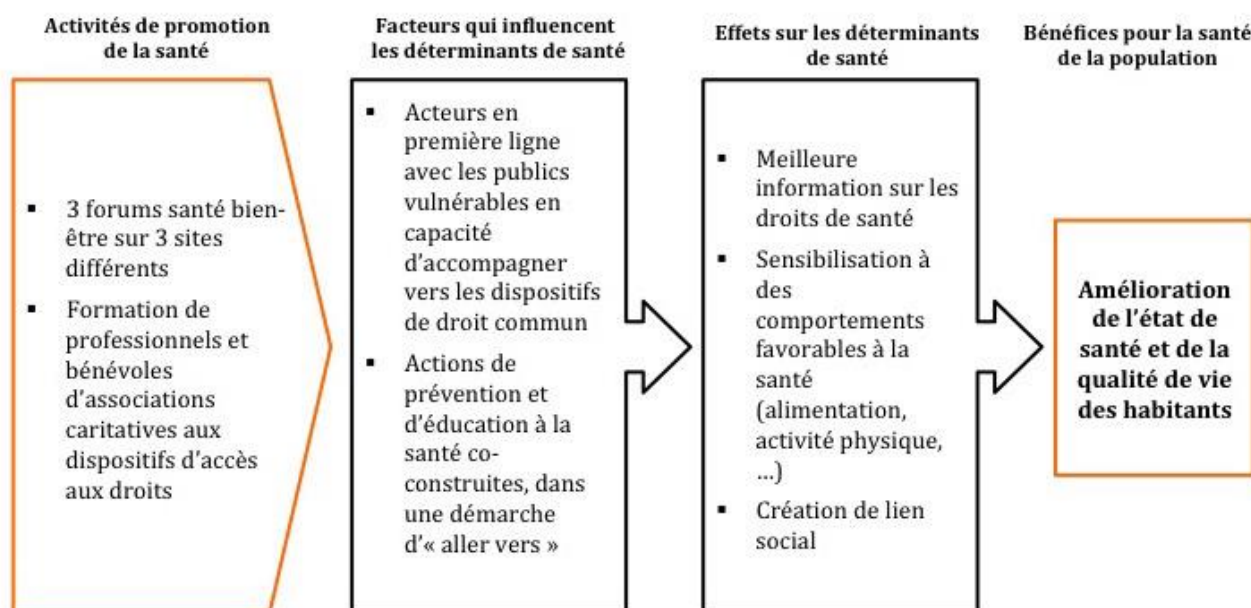 Activités de promotion
de la santé
▪ 3 forums santé bien-
être sur 3 sites
différents
▪ Formation de
professionnels et
bénévoles
d'associations
caritatives aux
dispositifs d'accès
aux droits
Facteurs qui influencent
les déterminants de santé
▪ Acteurs en
première ligne
avec les publics
vulnérables en
capacité
d'accompagner
vers les dispositifs
de droit commun
▪ Actions de
prévention et
d'éducation à la
santé co-
construites, dans
une démarche
d'« aller vers »
Effets sur les déterminants
de santé
▪ Meilleure
information sur les
droits de santé
▪ Sensibilisation à
des
comportements
favorables à la
santé
(alimentation,
activité physique,
…)
▪ Création de lien
social
Bénéfices pour la santé
de la population
Amélioration
de l'état de
santé et de la
qualité de vie
des habitants